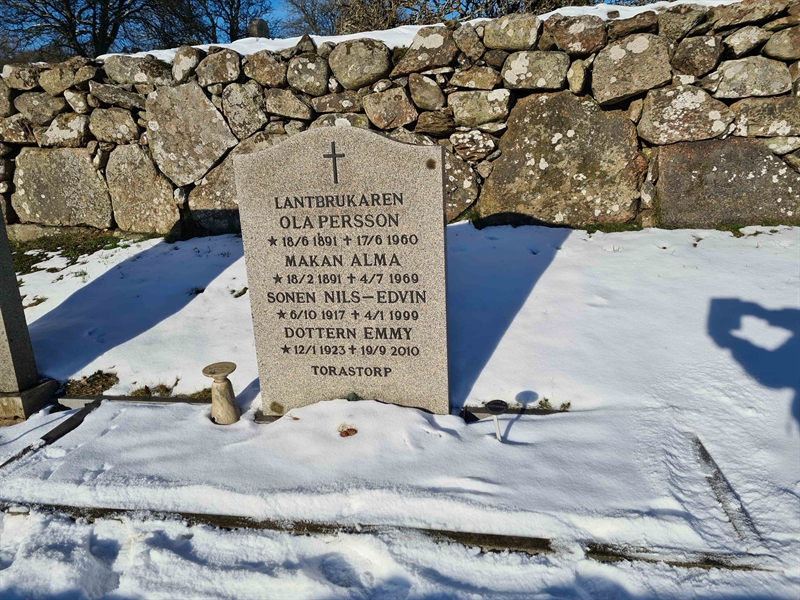 LANTBRUKAREN
OLA PERSSON
★ 18/6 1891 ✝ 17/6 1960
MAKAN ALMA
★ 18/2 1891 ✝ 4/7 1969
SONEN NILS-EDVIN
★ 6/10 1917 ✝ 4/1 1999
DOTTERN EMMY
★ 12/1 1923 ✝ 19/9 2010
TORASTORP